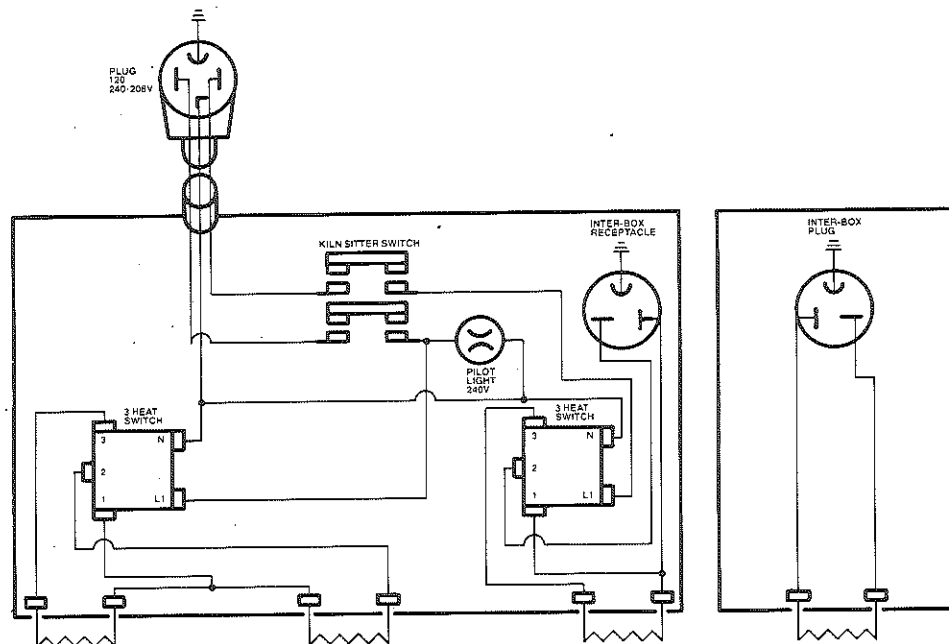 PLUG
120
240-208V
KILN SITTER SWITCH
INTER-BOX
RECEPTACLE
INTER-BOX
PLUG
PILOT
LIGHT
240V
3 HEAT
SWITCH
3 N
2
1 L1
3 HEAT
SWITCH
3 N
2
1 L1